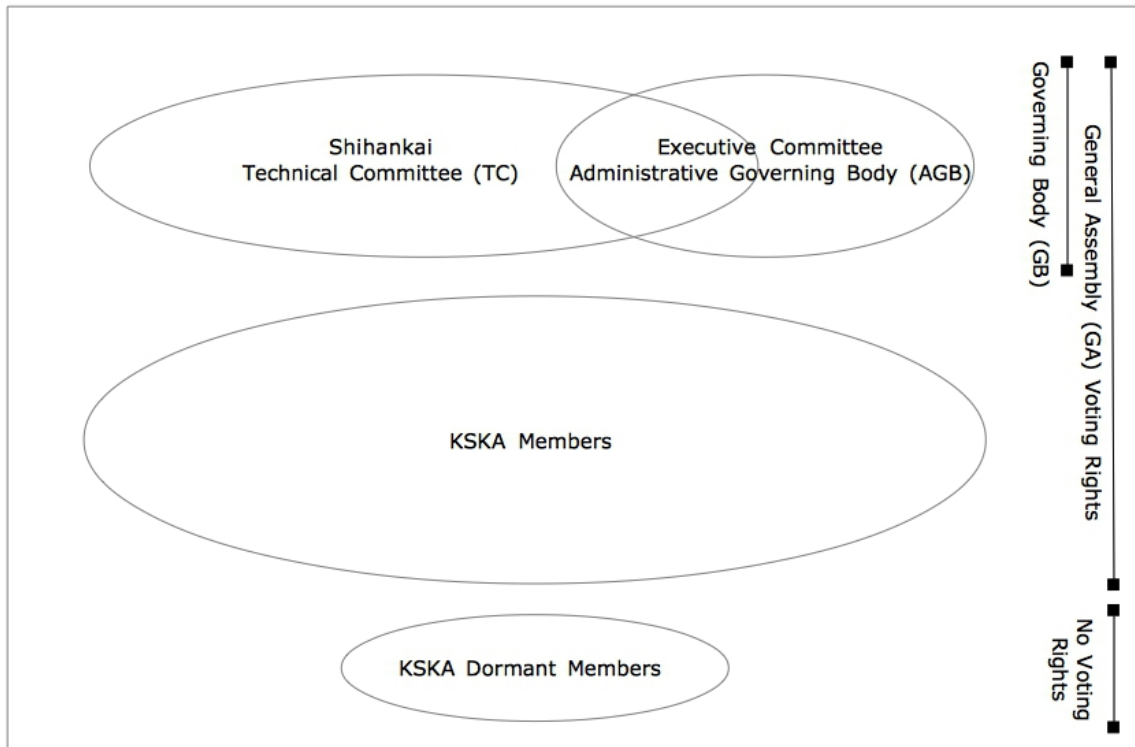 Shihankai
Technical Committee (TC)
Executive Committee
Administrative Governing Body (AGB)
KSKA Members
KSKA Dormant Members
Governing Body (GB)
General Assembly (GA) Voting Rights
No Voting
Rights